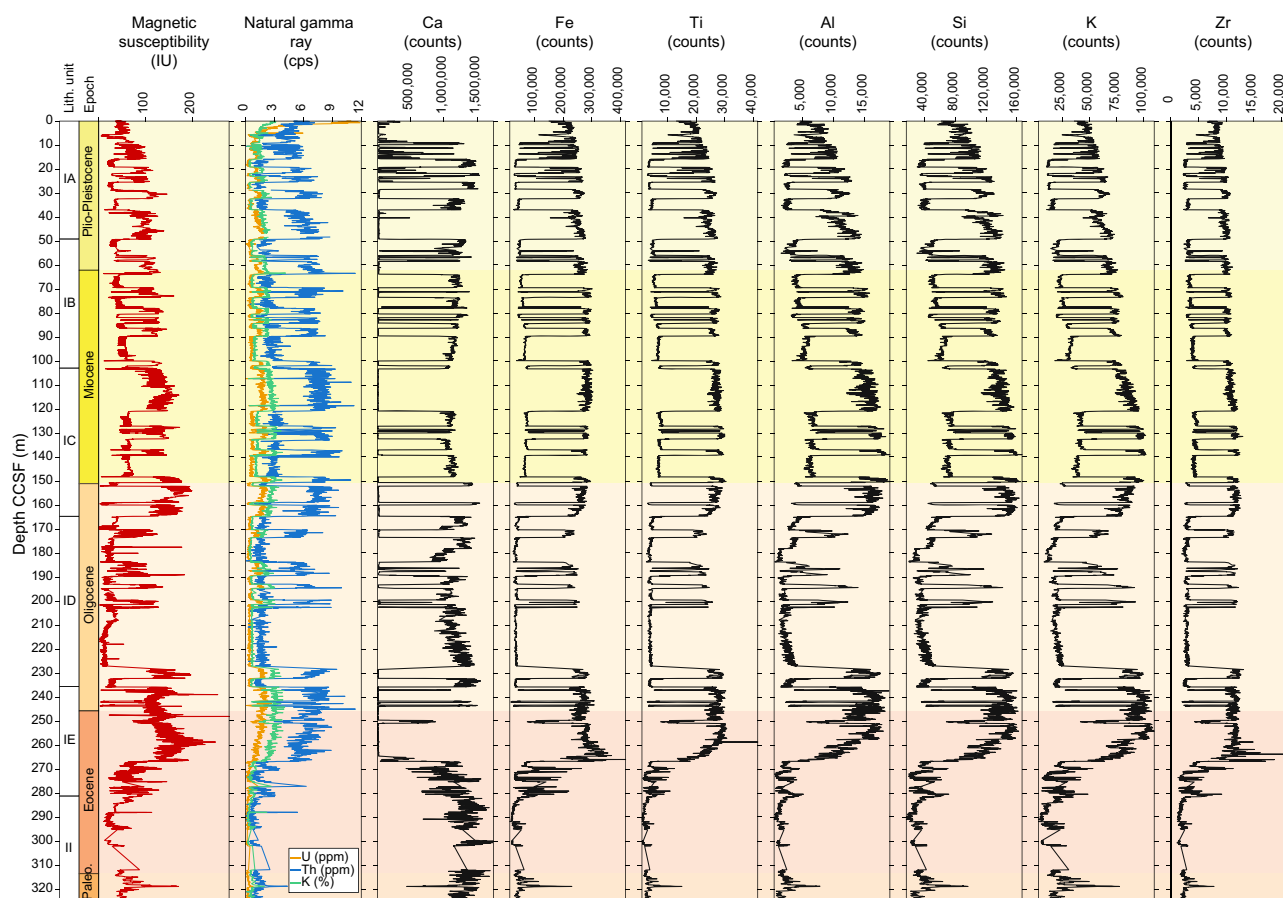 Magnetic susceptibility (IU)
Natural gamma ray (cps)
Ca (counts)
Fe (counts)
Ti (counts)
Al (counts)
Si (counts)
K (counts)
Zr (counts)
Lith. unit
Epoch
100 200
0 3 6 9 12
500,000 1,000,000 1,500,000
100,000 200,000 300,000 400,000
10,000 20,000 30,000 40,000
5,000 10,000 15,000
40,000 80,000 120,000 160,000
25,000 50,000 75,000 100,000
0 5,000 10,000 15,000 20,000
Depth CCSF (m)
0
10
20
30
40
50
60
70
80
90
100
110
120
130
140
150
160
170
180
190
200
210
220
230
240
250
260
270
280
290
300
310
320
IA
IB
IC
ID
IE
II
Plio-Pleistocene
Miocene
Oligocene
Eocene
Paleo.
U (ppm)
Th (ppm)
K (%)